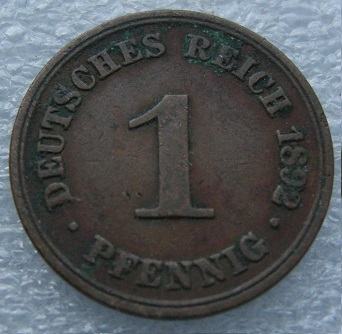 DEUTSCHES REICH 1892
1
· PFENNIG ·